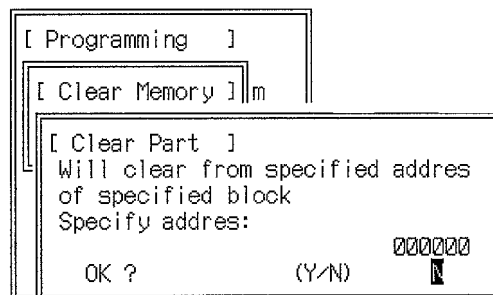 [ Programming ]
[ Clear Memory ] m
[ Clear Part ]
Will clear from specified addres
of specified block
Specify addres:
000000
OK ? (Y/N) N